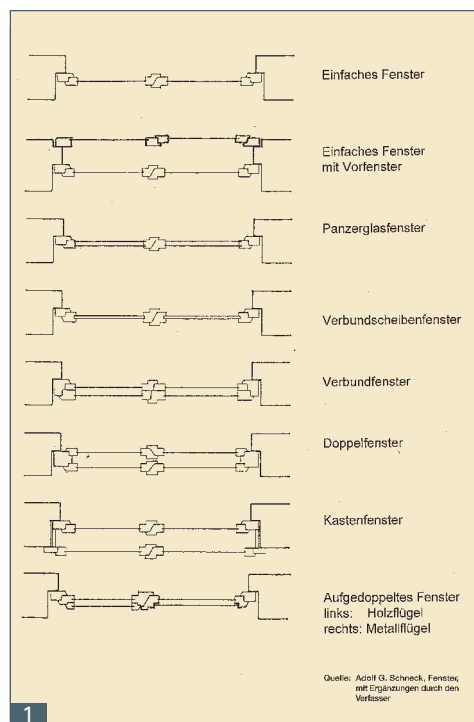 Einfaches Fenster
Einfaches Fenster
mit Vorfenster
Panzerglasfenster
Verbundscheibenfenster
Verbundfenster
Doppelfenster
Kastenfenster
Aufgedoppeltes Fenster
links: Holzflügel
rechts: Metallflügel
Quelle: Adolf G. Schneck, Fenster,
mit Ergänzungen durch den
Verfasser
1